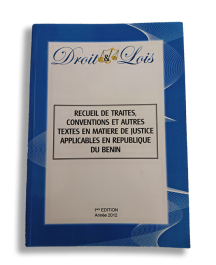 Droit & Lois
RECUEIL DE TRAITES,
CONVENTIONS ET AUTRES
TEXTES EN MATIERE DE JUSTICE
APPLICABLES EN REPUBLIQUE
DU BENIN
1ère EDITION
Année 2012